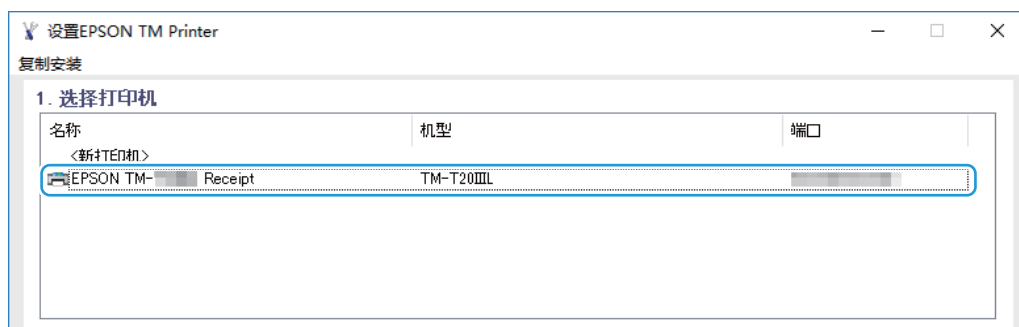 设置EPSON TM Printer
复制安装
1. 选择打印机
名称 机型 端口
<新打印机>
EPSON TM- Receipt TM-T20IIIL